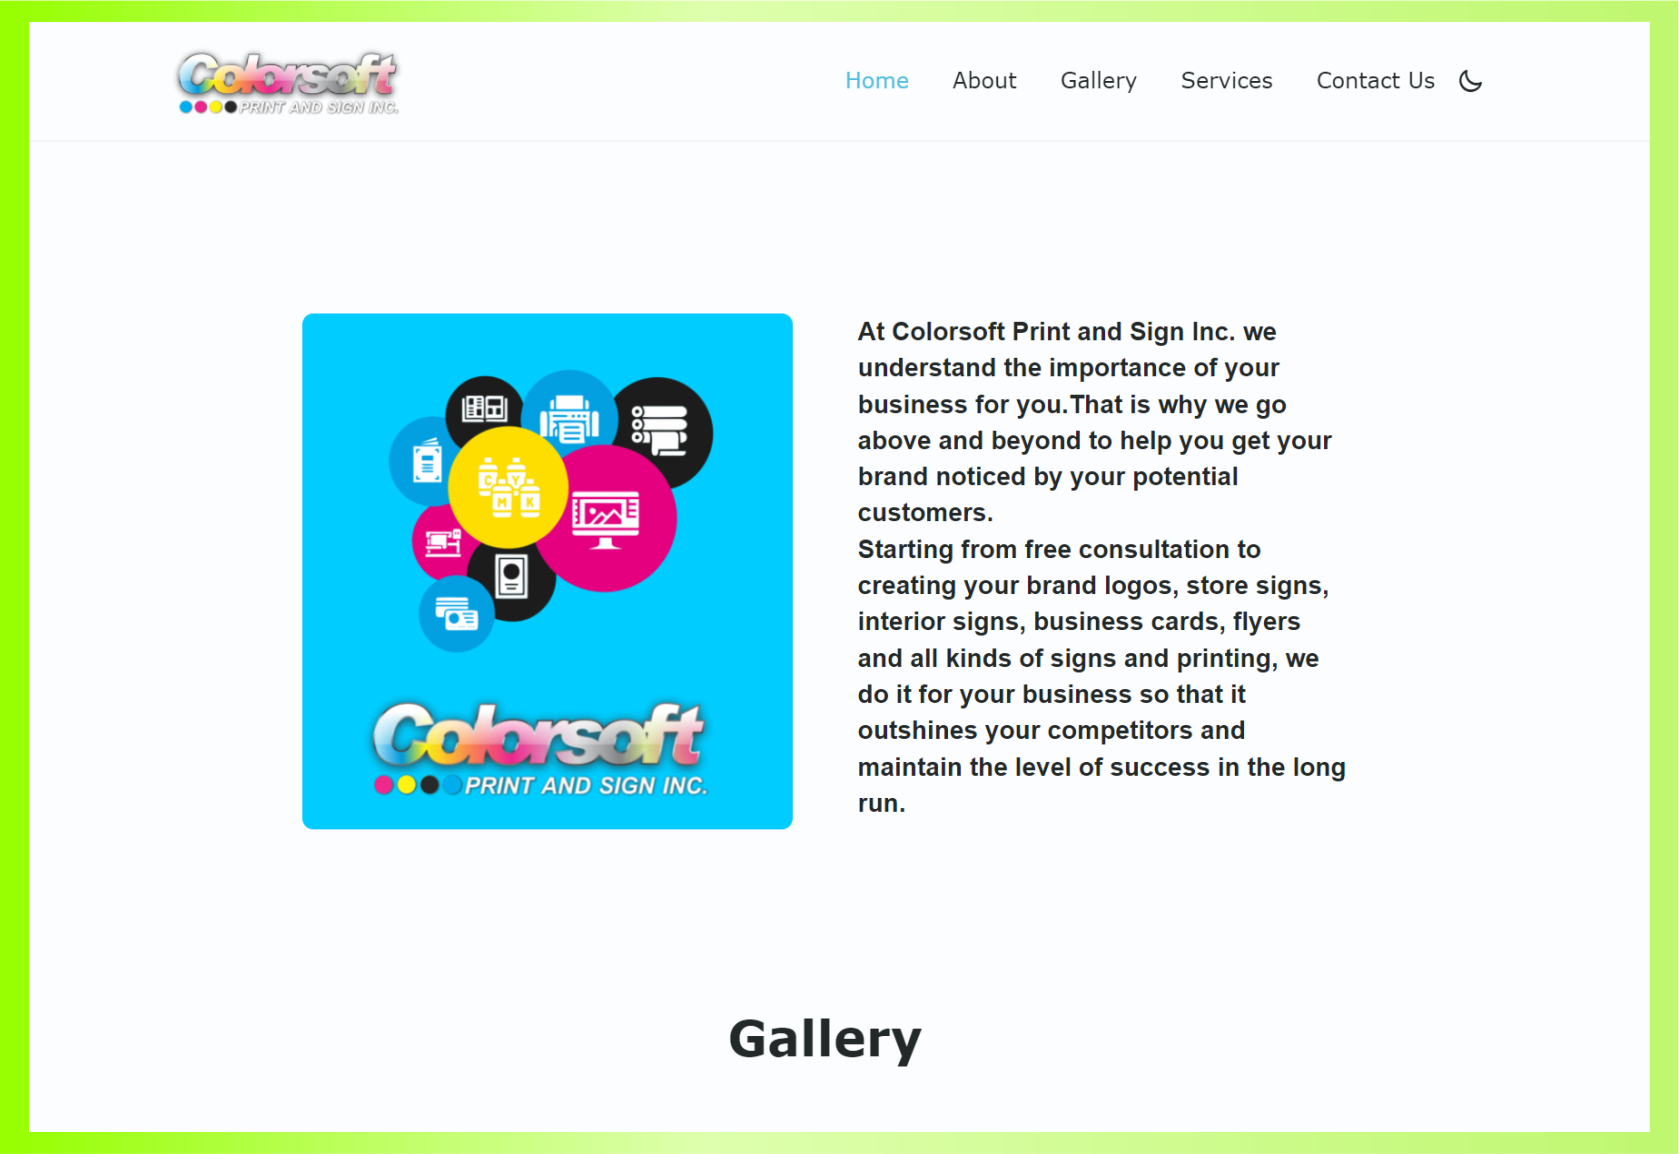 Colorsoft
PRINT AND SIGN INC.
Home About Gallery Services Contact Us
C Y
M K
Colorsoft
PRINT AND SIGN INC.
At Colorsoft Print and Sign Inc. we
understand the importance of your
business for you.That is why we go
above and beyond to help you get your
brand noticed by your potential
customers.
Starting from free consultation to
creating your brand logos, store signs,
interior signs, business cards, flyers
and all kinds of signs and printing, we
do it for your business so that it
outshines your competitors and
maintain the level of success in the long
run.
Gallery